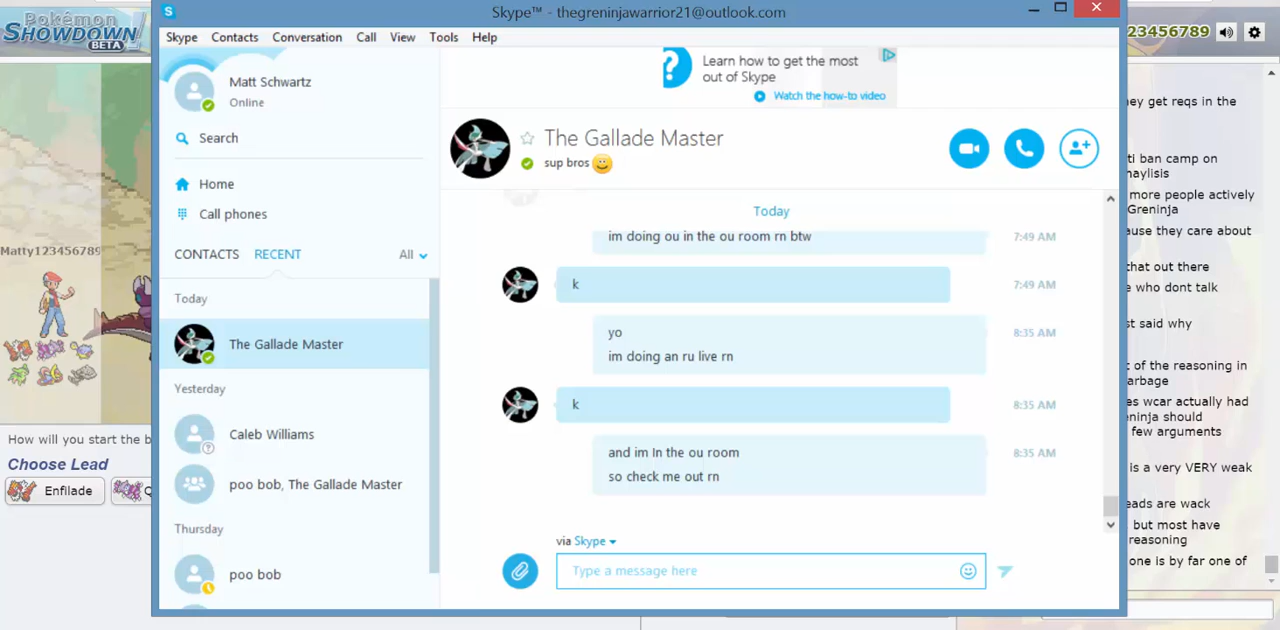 Pokémon
SHOWDOWN
BETA
Skype™ - thegreninjawarrior21@outlook.com
Skype Contacts Conversation Call View Tools Help
Matt Schwartz
Online
Search
Home
Call phones
CONTACTS RECENT All
Today
The Gallade Master
Yesterday
Caleb Williams
poo bob, The Gallade Master
Thursday
poo bob
Learn how to get the most
out of Skype
Watch the how-to video
The Gallade Master
sup bros
Today
im doing ou in the ou room rn btw 7:49 AM
k 7:49 AM
yo 8:35 AM
im doing an ru live rn
k 8:35 AM
and im In the ou room 8:35 AM
so check me out rn
via Skype
Type a message here
Matty123456789
How will you start the b
Choose Lead
Enfilade
Q
23456789
ey get reqs in the
ti ban camp on
naylisis
more people actively
Greninja
ause they care about
that out there
e who dont talk
st said why
t of the reasoning in
arbage
es wcar actually had
eninja should
few arguments
is a very VERY weak
eads are wack
but most have
reasoning
one is by far one of